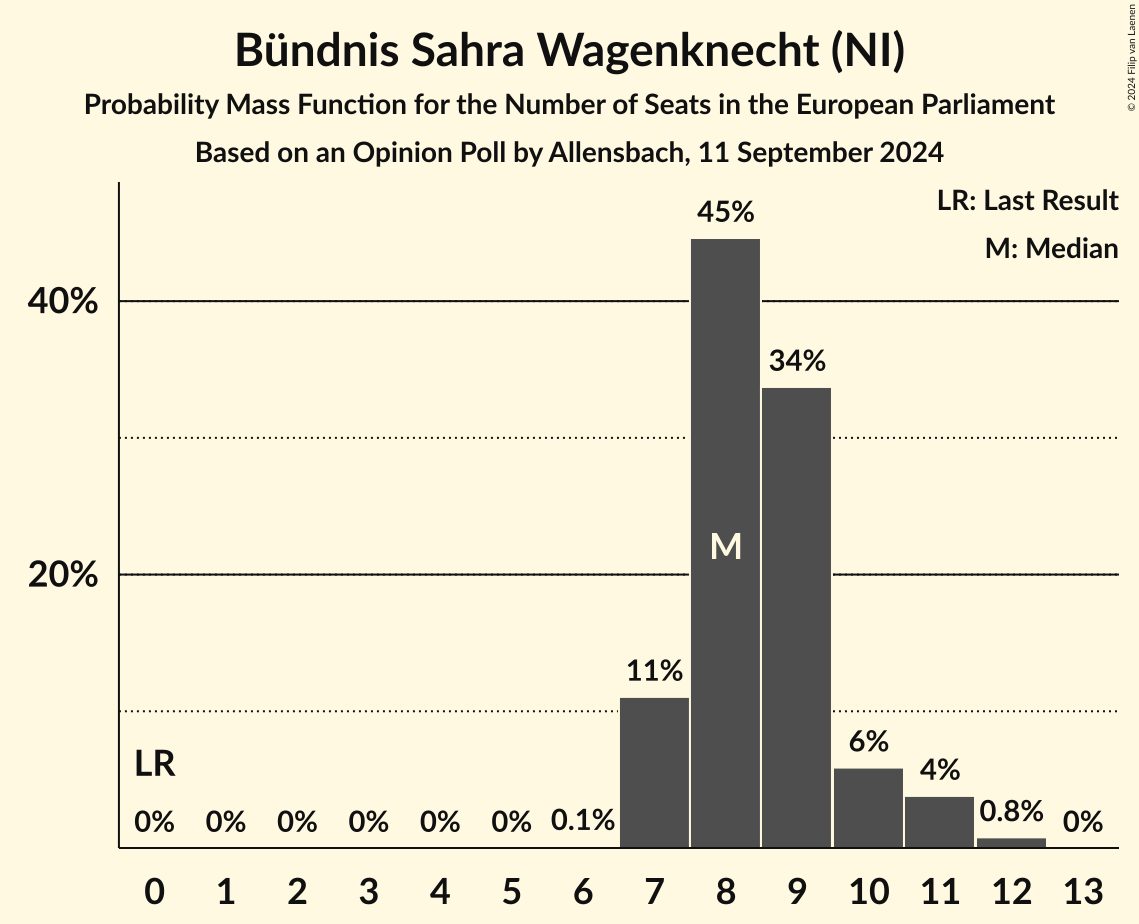 Bündnis Sahra Wagenknecht (NI)
Probability Mass Function for the Number of Seats in the European Parliament
Based on an Opinion Poll by Allensbach, 11 September 2024
© 2024 Filip van Laenen
LR: Last Result
M: Median
45%
40%
34%
M
20%
11%
6%
4%
LR
0% 0% 0% 0% 0% 0% 0.1% 0.8% 0%
0 1 2 3 4 5 6 7 8 9 10 11 12 13